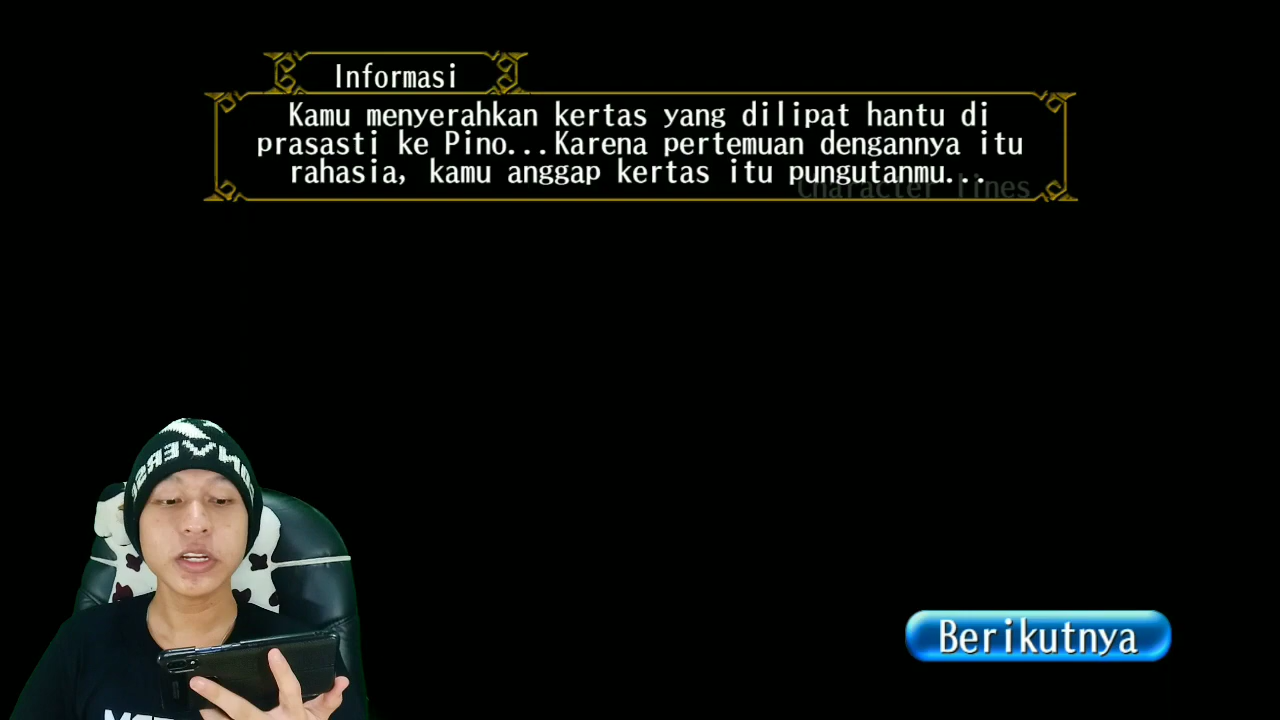 Informasi
Kamu menyerahkan kertas yang dilipat hantu di
prasasti ke Pino...Karena pertemuan dengannya itu
rahasia, kamu anggap kertas itu pungutanmu...
Character lines
Berikutnya